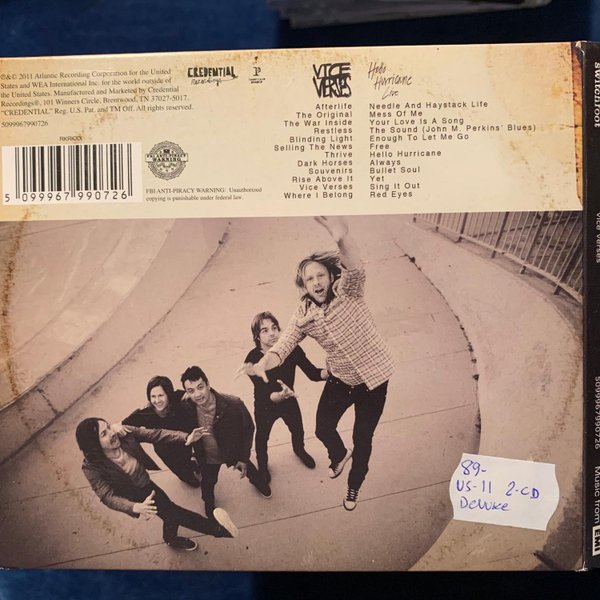 ℗&© 2011 Atlantic Recording Corporation for the United
States and WEA International Inc. for the world outside of
the United States. Manufactured and Marketed by Credential
Recordings®. 101 Winners Circle, Brentwood, TN 37027-5017.
"CREDENTIAL" Reg. U.S. Pat. and TM Off. All rights reserved.
5099967990726
5 099967 990726
CREDENTIAL
Recordings
FBI ANTI-PIRACY
WARNING
FBI ANTI-PIRACY WARNING: Unauthorized
copying is punishable under federal law.
VICE
VERSES
Afterlife
The Original
The War Inside
Restless
Blinding Light
Selling The News
Thrive
Dark Horses
Souvenirs
Rise Above It
Vice Verses
Where I Belong
Hello
Hurricane
Live
Needle And Haystack Life
Mess Of Me
Your Love Is A Song
The Sound (John M. Perkins' Blues)
Enough To Let Me Go
Free
Hello Hurricane
Always
Bullet Soul
Yet
Sing It Out
Red Eyes
switchfoot
vice verses
5099967990726
Music from EMI
89-
US-11 2-CD
Deluxe